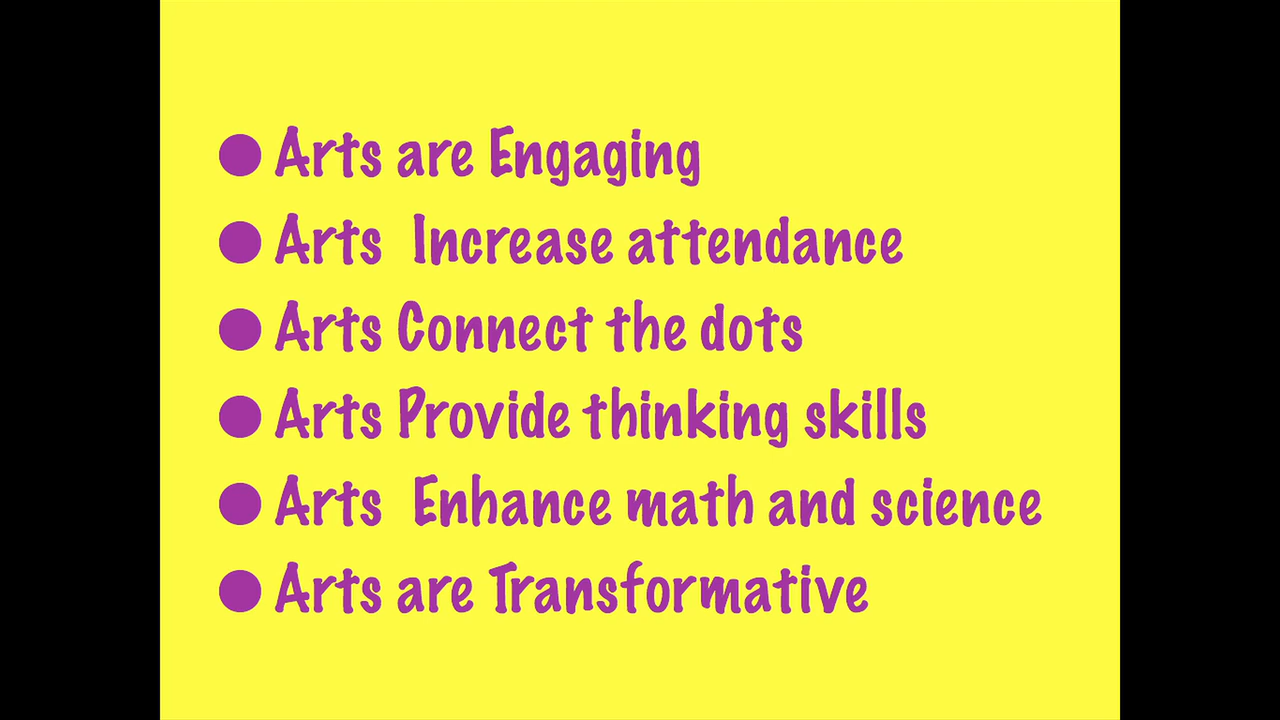 ● Arts are Engaging
● Arts  Increase attendance
● Arts Connect the dots
● Arts Provide thinking skills
● Arts  Enhance math and science
● Arts are Transformative